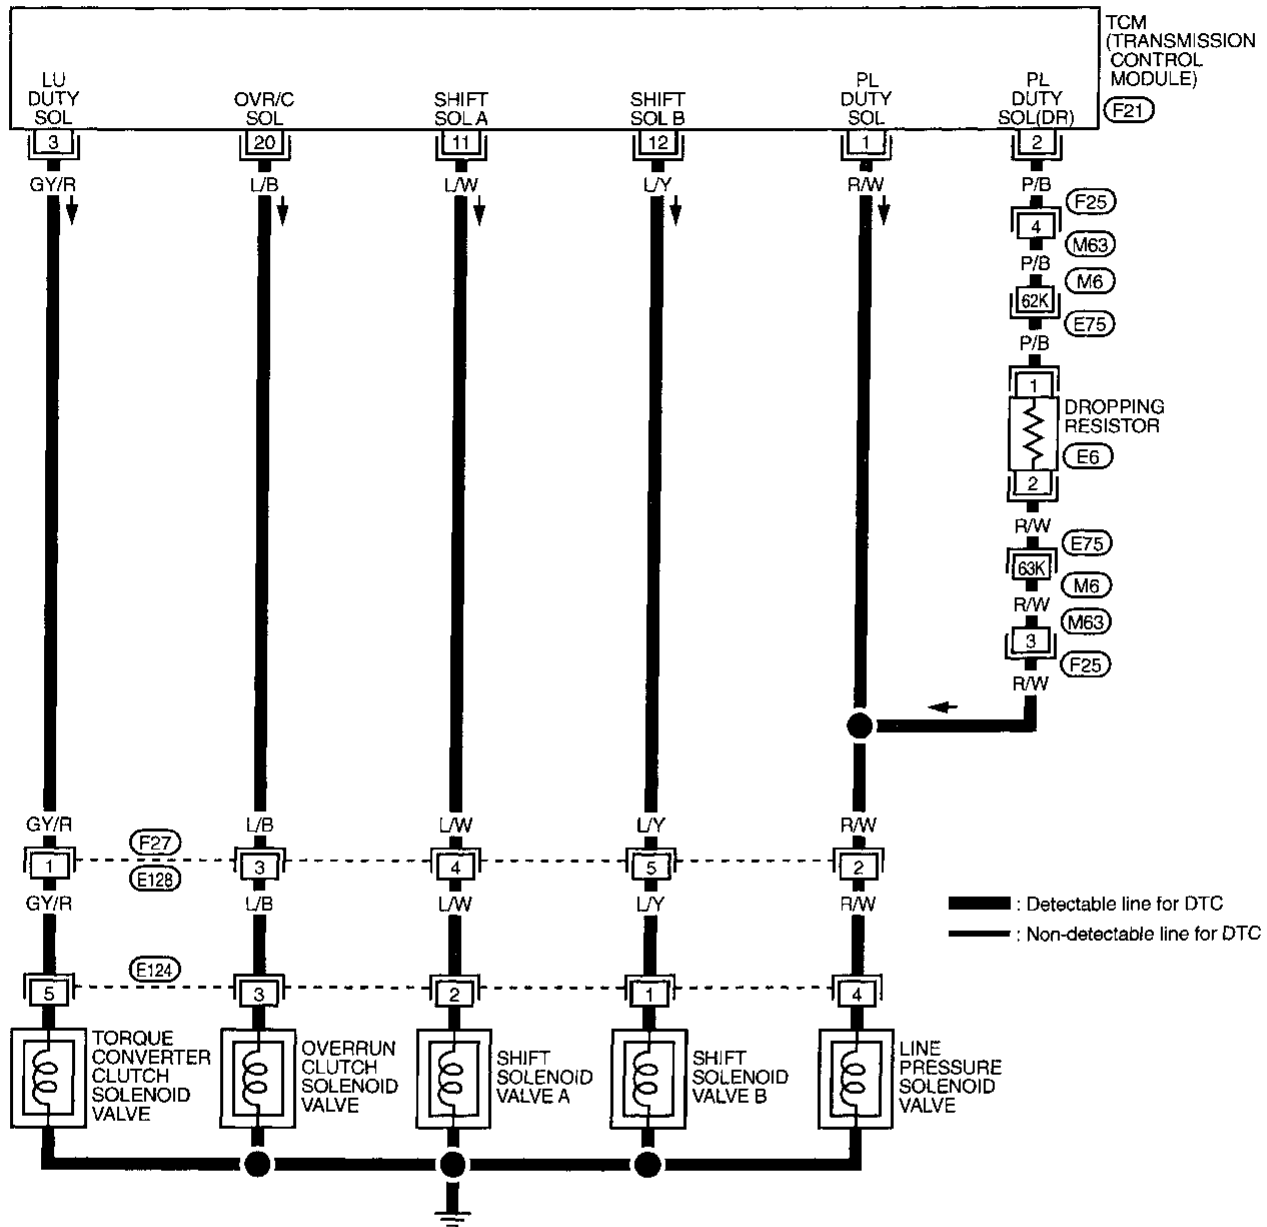 TCM
(TRANSMISSION
CONTROL
MODULE)
F21
LU
DUTY
SOL
OVR/C
SOL
SHIFT
SOL A
SHIFT
SOL B
PL
DUTY
SOL
PL
DUTY
SOL(DR)
3 20 11 12 1 2
GY/R L/B L/W L/Y R/W P/B
F25
4
M63
P/B
M6
62K
E75
P/B
1
DROPPING
RESISTOR
E6
2
R/W
E75
63K
M6
R/W
M63
3
F25
R/W
GY/R L/B L/W L/Y R/W
F27
1 3 4 5 2
E128
GY/R L/B L/W L/Y R/W
: Detectable line for DTC
: Non-detectable line for DTC
E124
5 3 2 1 4
TORQUE
CONVERTER
CLUTCH
SOLENOID
VALVE
OVERRUN
CLUTCH
SOLENOID
VALVE
SHIFT
SOLENOID
VALVE A
SHIFT
SOLENOID
VALVE B
LINE
PRESSURE
SOLENOID
VALVE